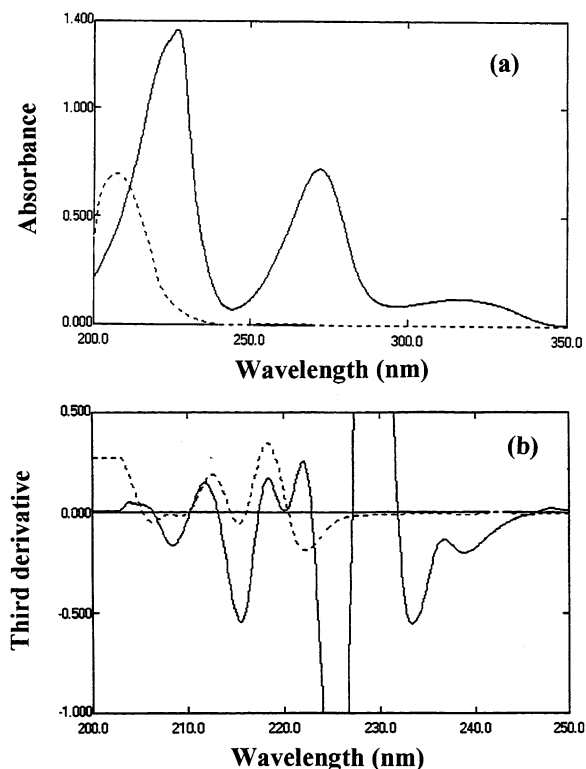 1.400
(a)
1.000
Absorbance
0.500
0.000
200.0 250.0 300.0 350.0
Wavelength (nm)
0.500
(b)
0.000
Third derivative
-0.500
-1.000
200.0 210.0 220.0 230.0 240.0 250.0
Wavelength (nm)